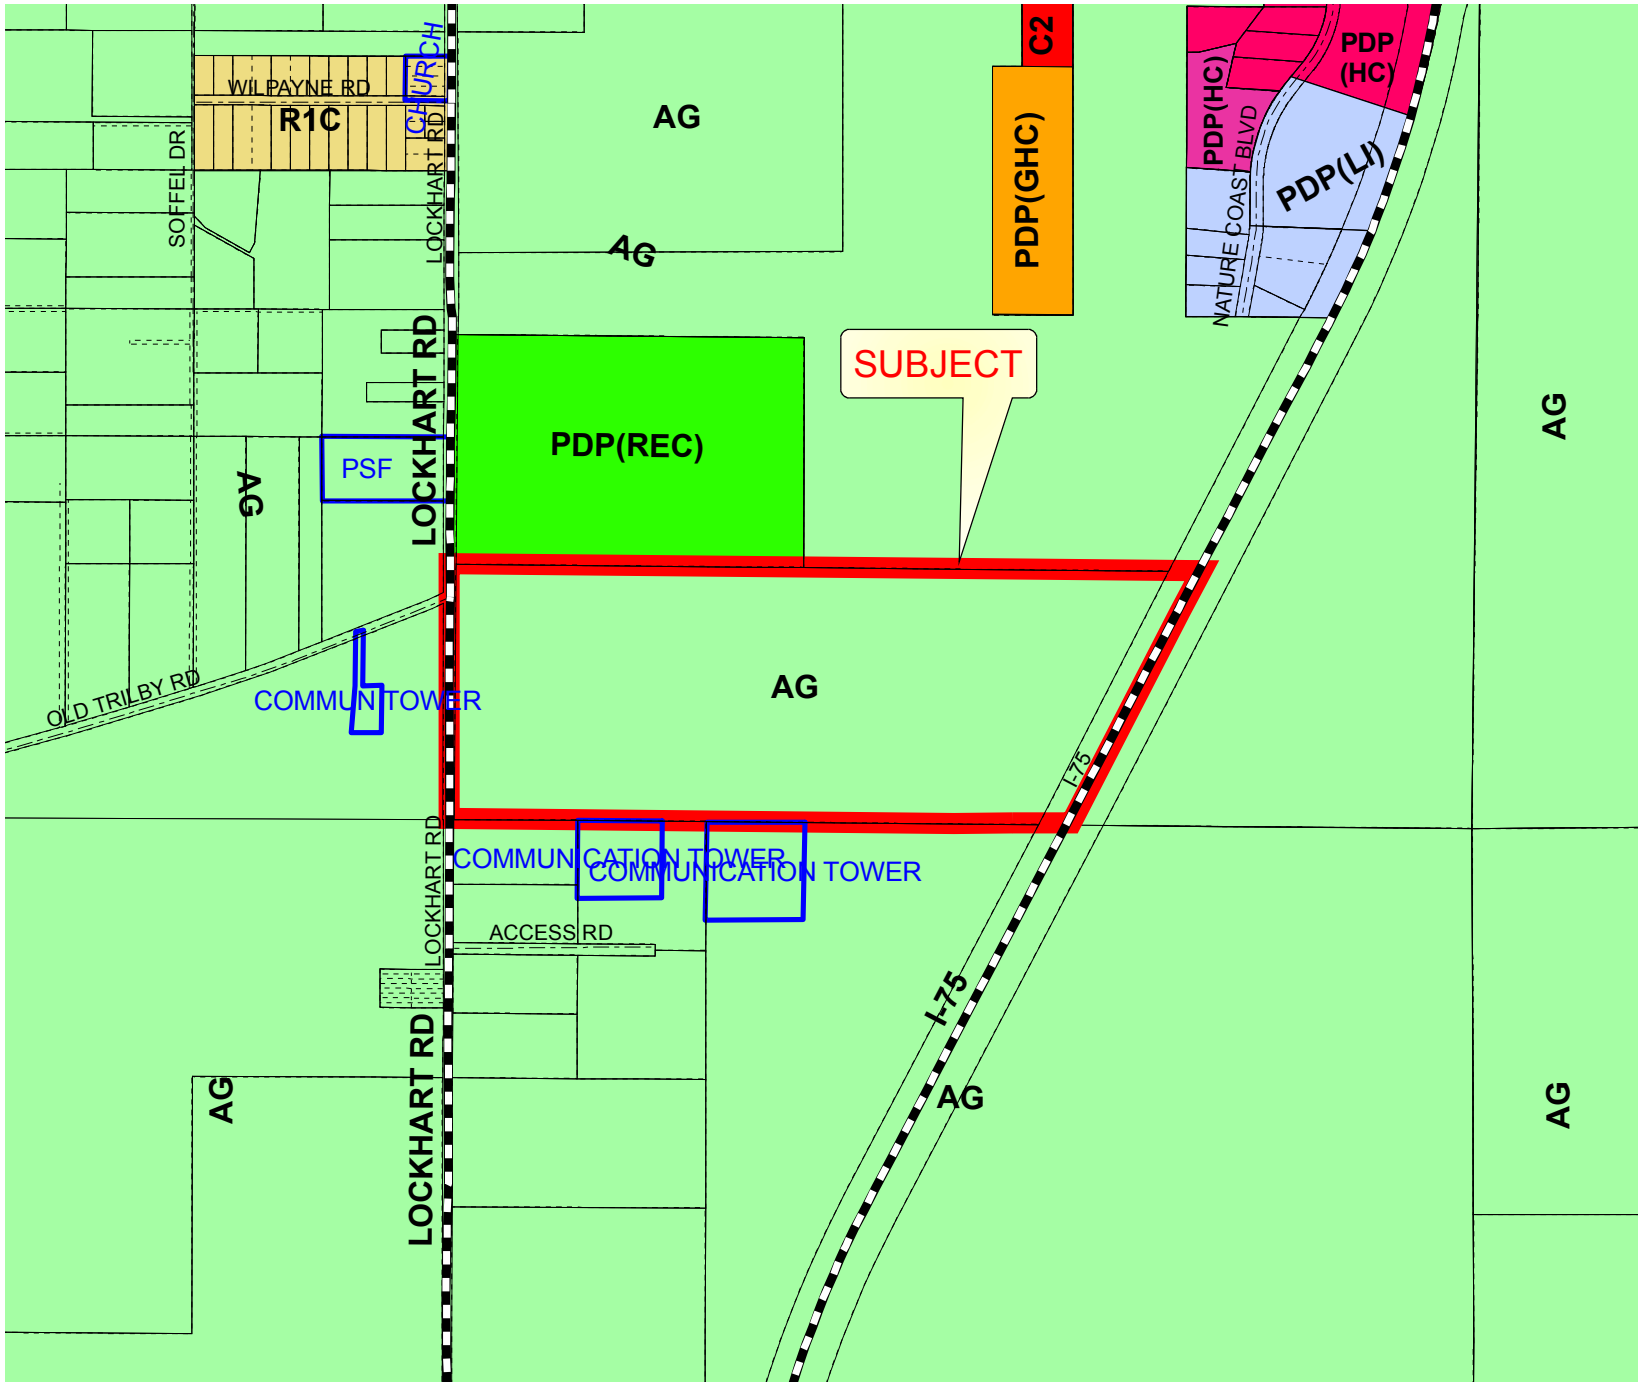 C2
PDP
(HC)
CHURCH
WILPAYNE RD
R1C
AG
PDP(HC)
LOCKHART RD
SOFFEL DR
PDP(GHC)
PDP(LI)
NATURE COAST BLVD
AG
LOCKHART RD
SUBJECT
AG
PDP(REC)
PSF
AG
OLD TRILBY RD
COMMUN TOWER
AG
I-75
LOCKHART RD
COMMUNICATION TOWER
COMMUNICATION TOWER
ACCESS RD
I-75
LOCKHART RD
AG
AG
AG